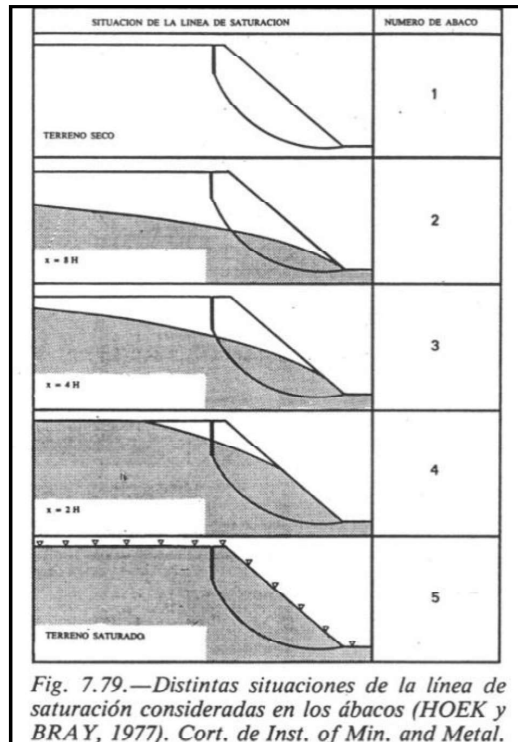 SITUACION DE LA LINEA DE SATURACION
NUMERO DE ABACO
TERRENO SECO
1
x = 8 H
2
x = 4 H
3
x = 2 H
4
TERRENO SATURADO
5
Fig. 7.79.—Distintas situaciones de la línea de
saturación consideradas en los ábacos (HOEK y
BRAY, 1977). Cort. de Inst. of Min. and Metal.